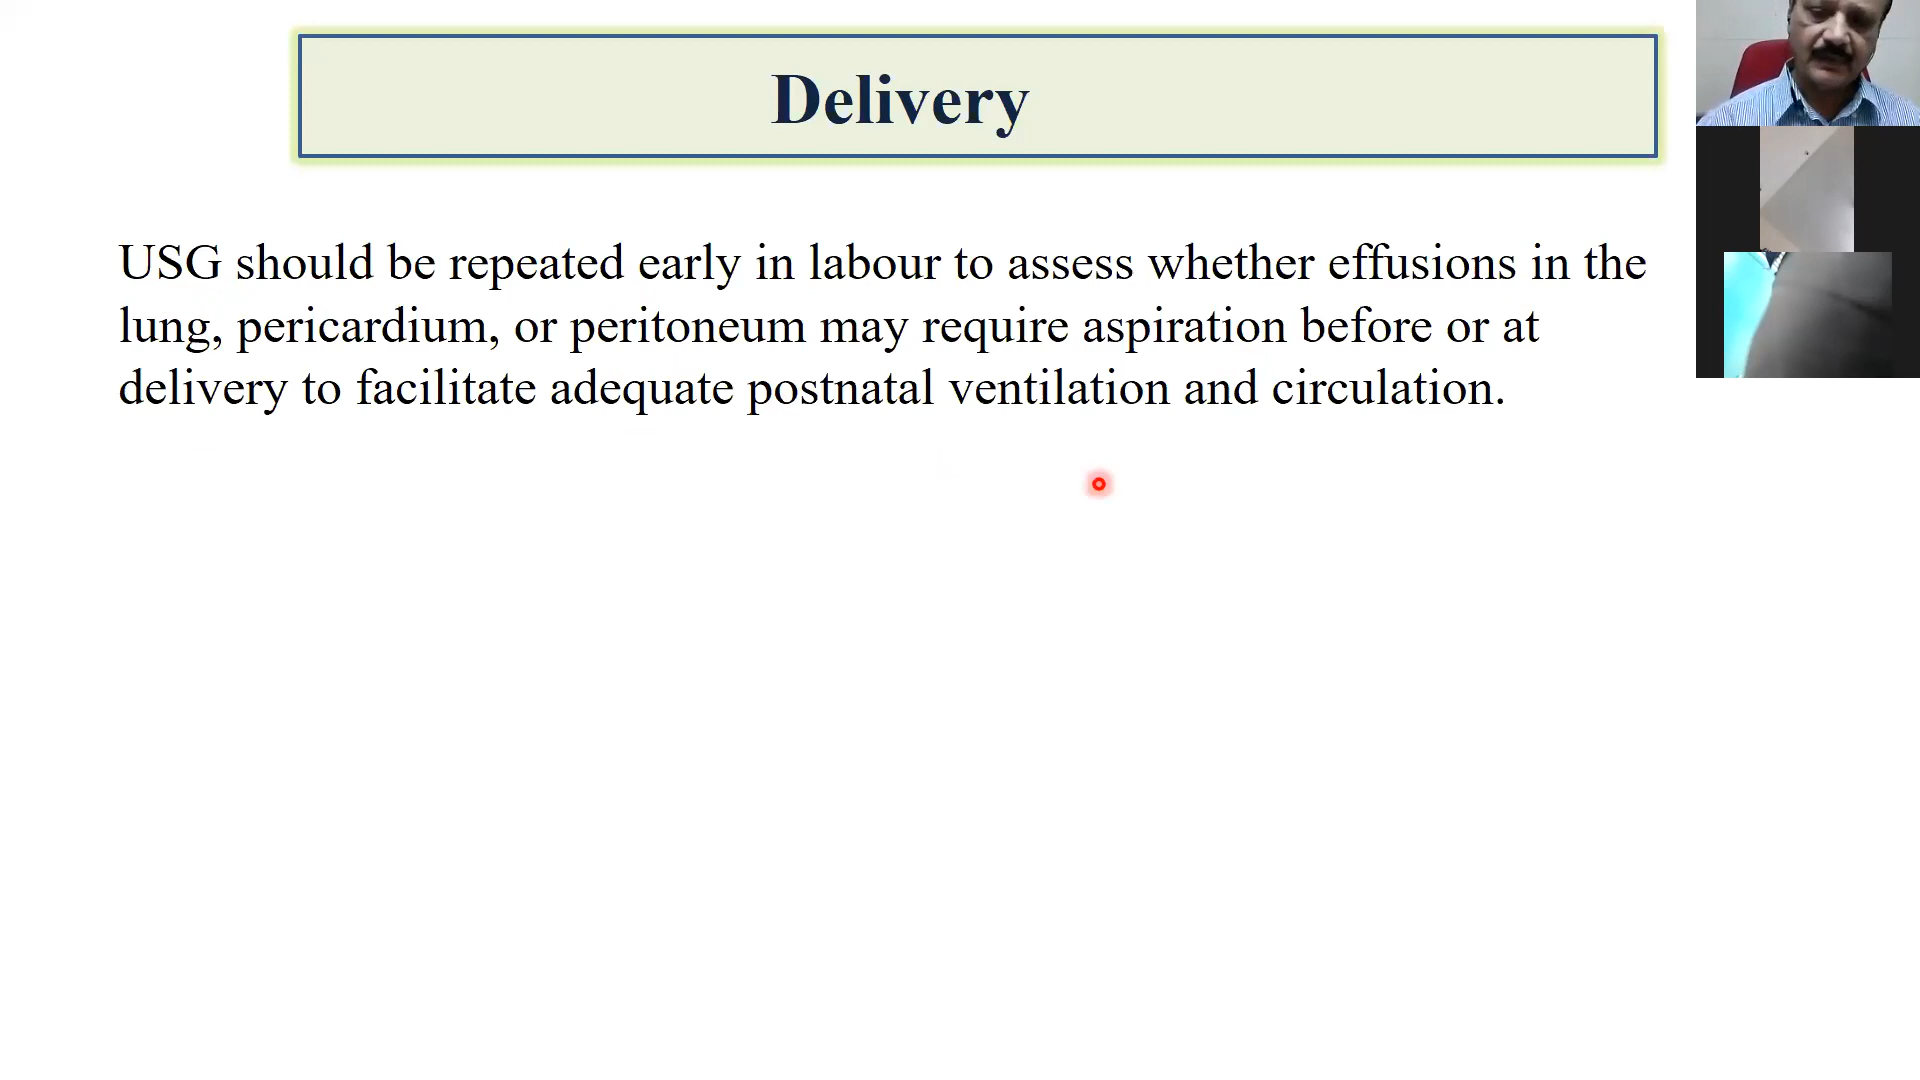 Delivery
USG should be repeated early in labour to assess whether effusions in the
lung, pericardium, or peritoneum may require aspiration before or at
delivery to facilitate adequate postnatal ventilation and circulation.